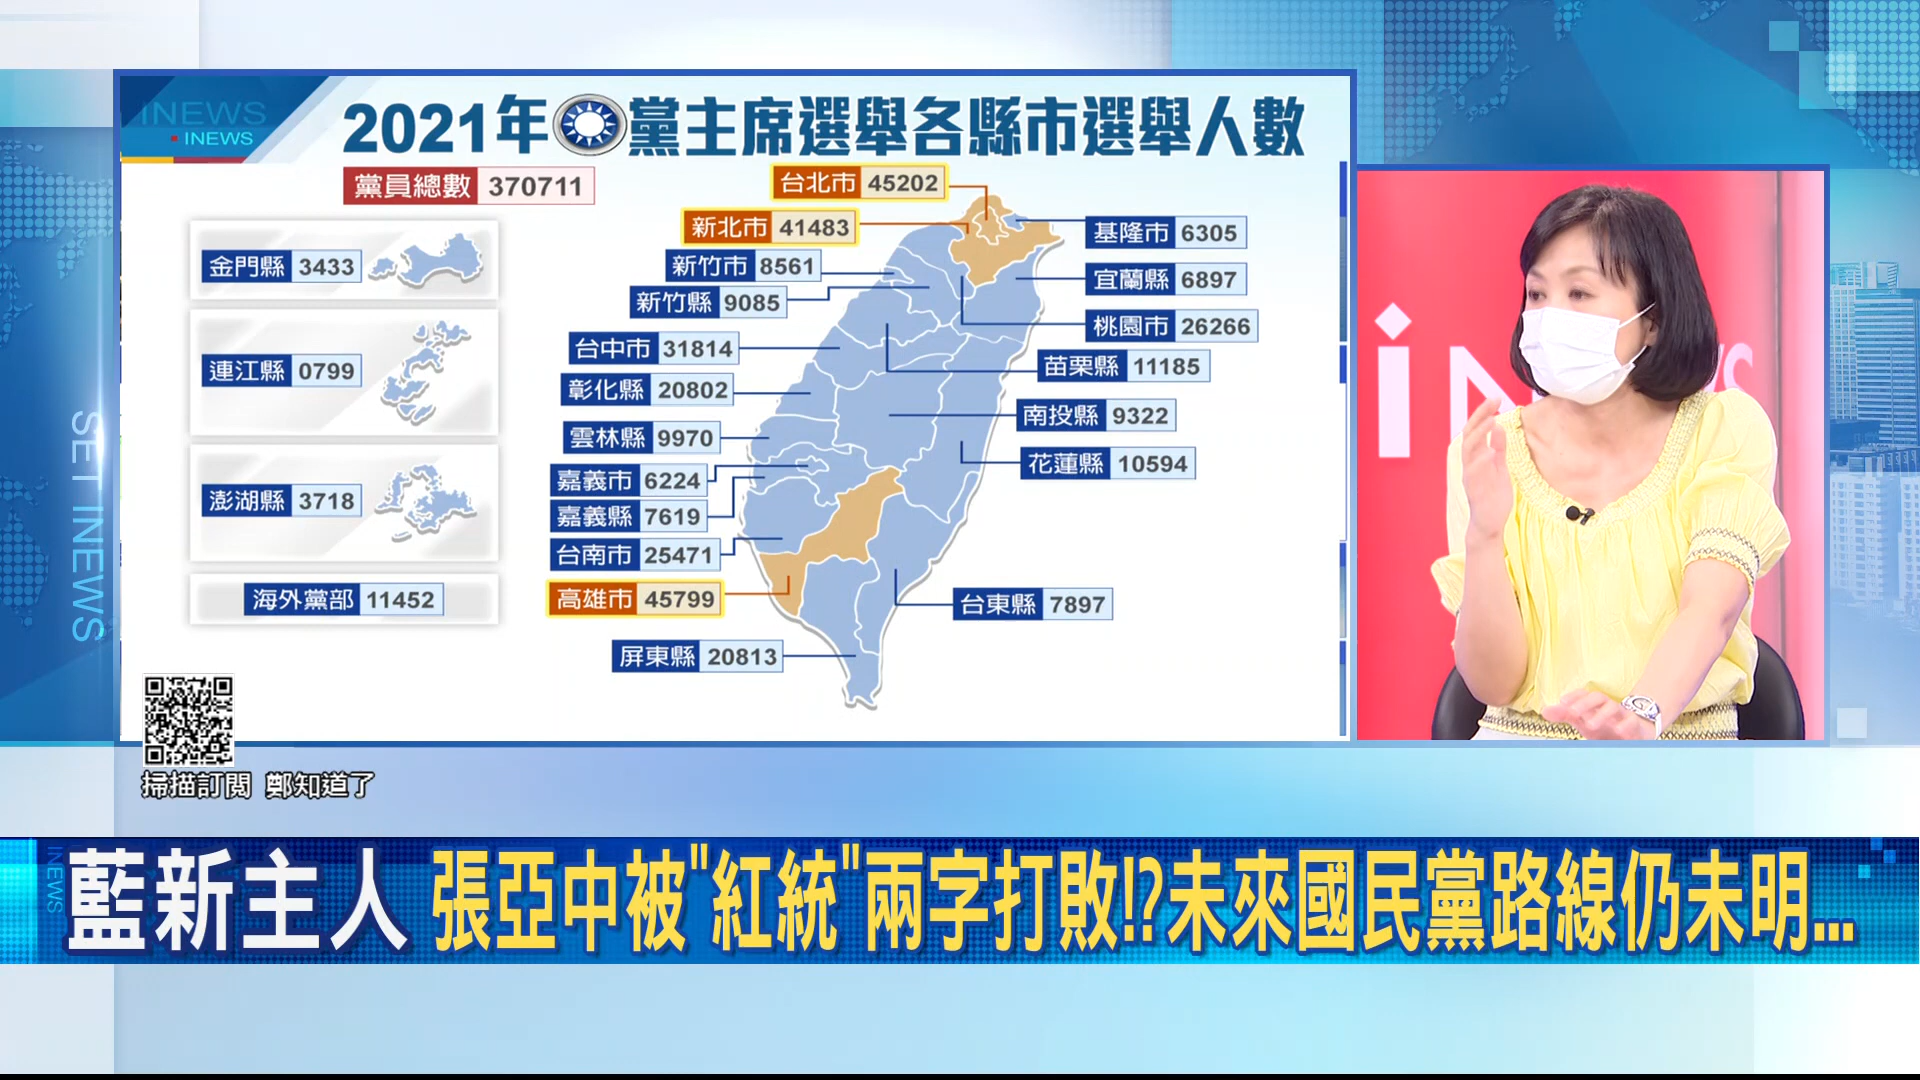 INEWS
INEWS
2021年黨主席選舉各縣市選舉人數
黨員總數 370711
台北市 45202
新北市 41483
基隆市 6305
金門縣 3433
新竹市 8561
宜蘭縣 6897
新竹縣 9085
桃園市 26266
台中市 31814
連江縣 0799
苗栗縣 11185
彰化縣 20802
南投縣 9322
雲林縣 9970
花蓮縣 10594
嘉義市 6224
澎湖縣 3718
嘉義縣 7619
台南市 25471
海外黨部 11452
高雄市 45799
台東縣 7897
屏東縣 20813
iNEWS
SET INEWS
掃描訂閱 鄭知道了
INEWS
藍新主人 張亞中被"紅統"兩字打敗!?未來國民黨路線仍未明...